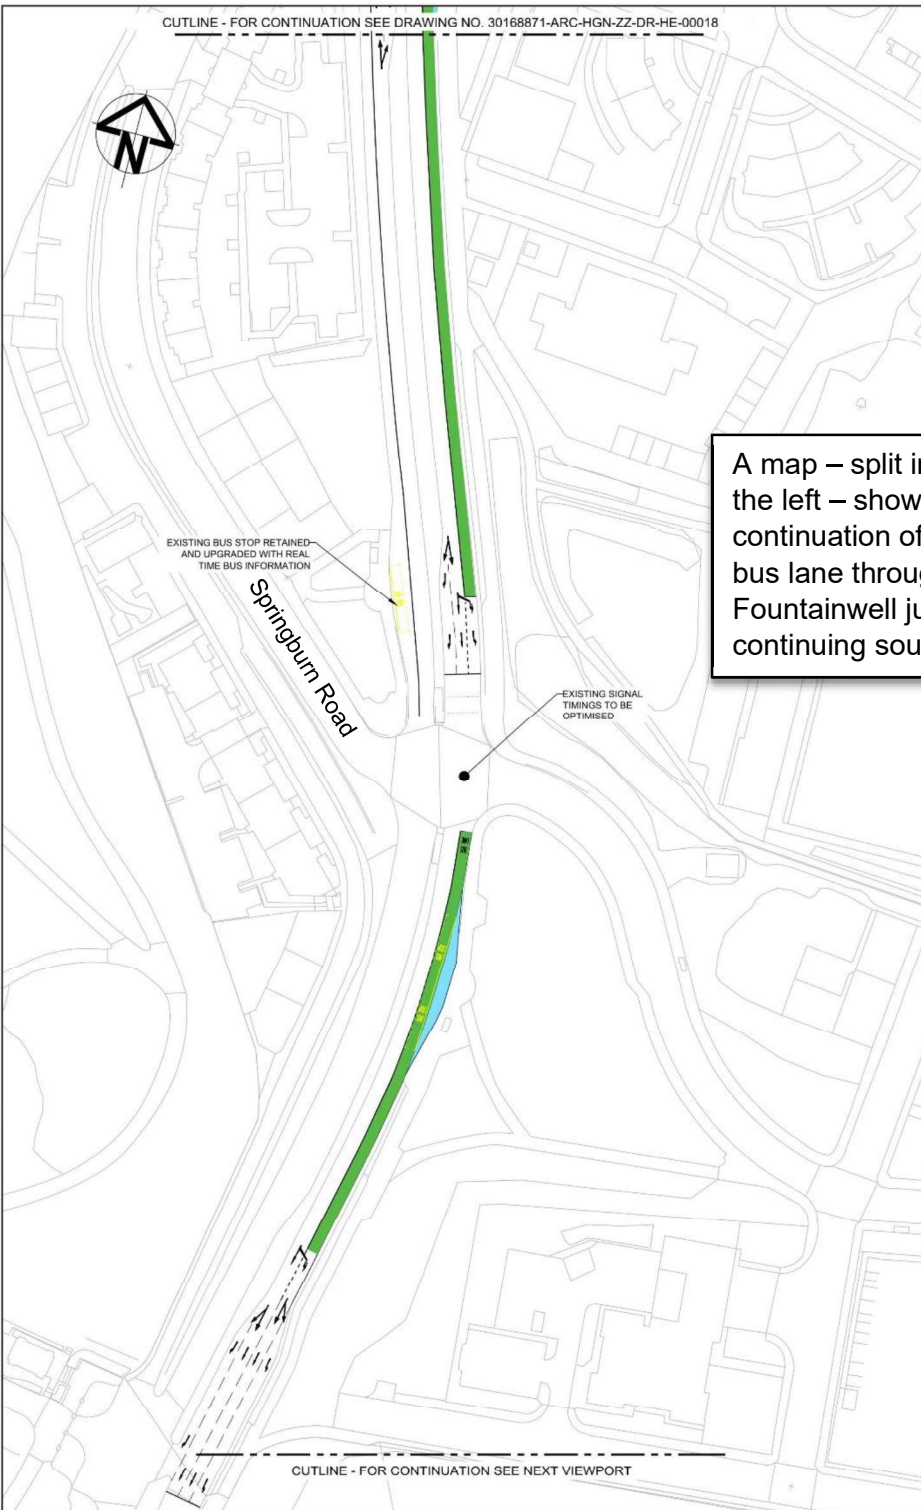 CUTLINE - FOR CONTINUATION SEE DRAWING NO. 30168871-ARC-HGN-ZZ-DR-HE-00018
N
A map – split in
the left – show
continuation of
bus lane throug
Fountainwell ju
continuing sou
EXISTING BUS STOP RETAINED
AND UPGRADED WITH REAL
TIME BUS INFORMATION
Springburn Road
EXISTING SIGNAL
TIMINGS TO BE
OPTIMISED
CUTLINE - FOR CONTINUATION SEE NEXT VIEWPORT